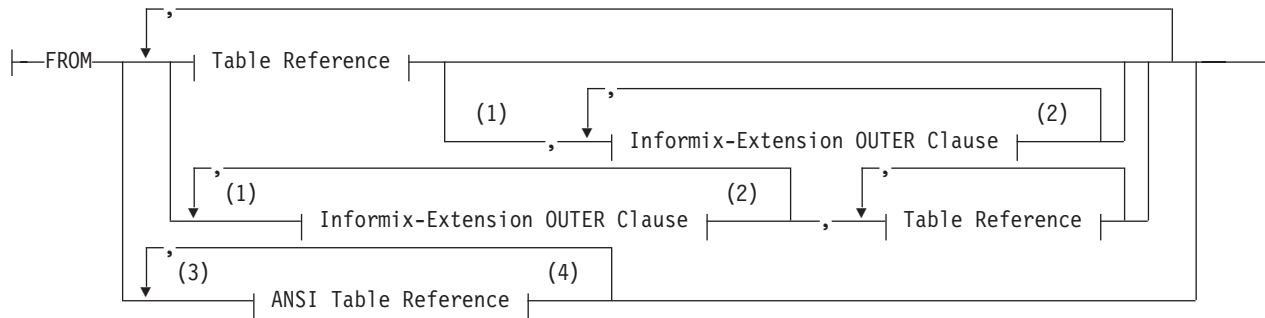 ,
FROM Table Reference
(1) , (2)
, Informix-Extension OUTER Clause
(1) , (2) ,
Informix-Extension OUTER Clause , Table Reference
(3) , (4)
ANSI Table Reference